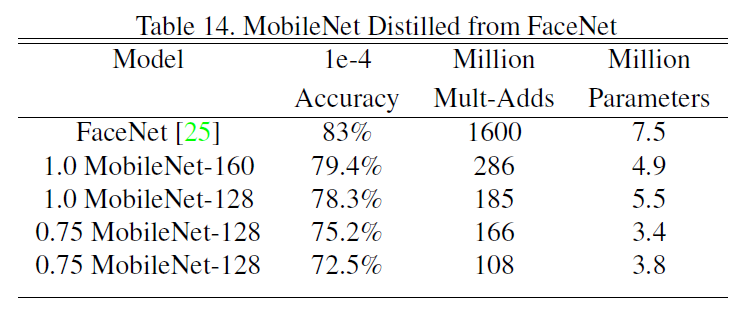 Table 14. MobileNet Distilled from FaceNet
Model 1e-4 Million Million
Accuracy Mult-Adds Parameters
FaceNet [25] 83% 1600 7.5
1.0 MobileNet-160 79.4% 286 4.9
1.0 MobileNet-128 78.3% 185 5.5
0.75 MobileNet-128 75.2% 166 3.4
0.75 MobileNet-128 72.5% 108 3.8